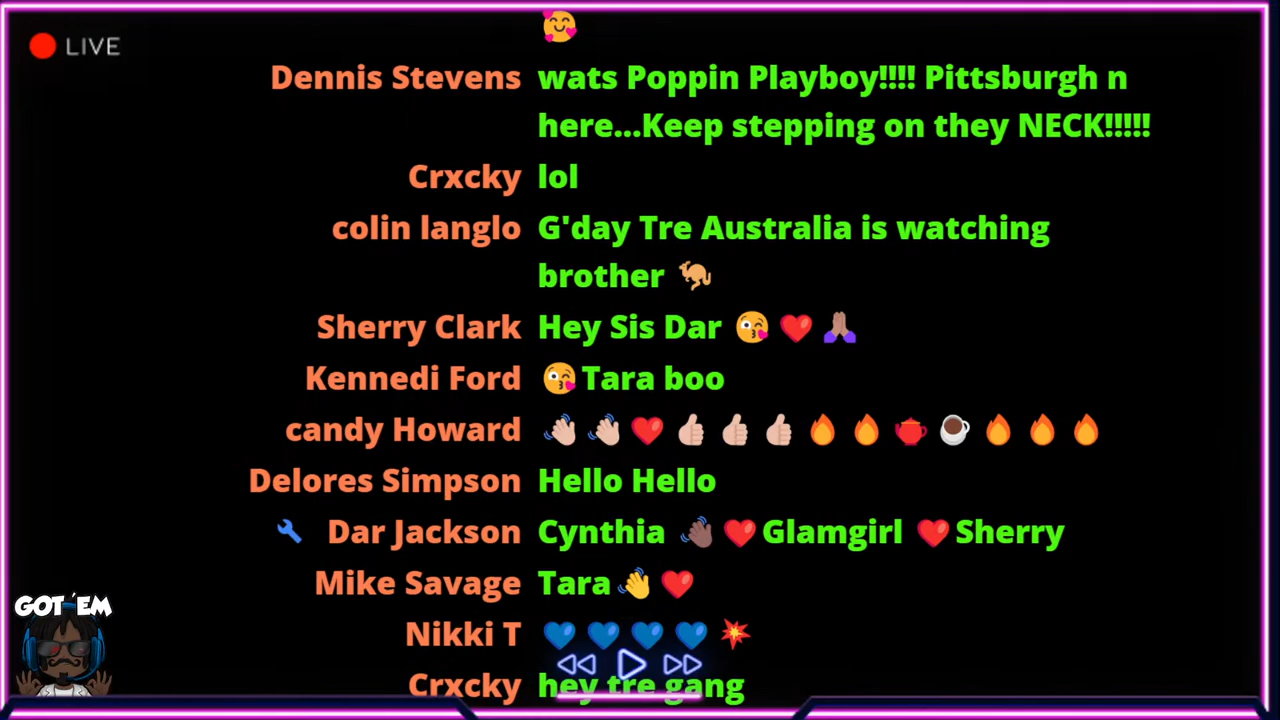 🥰
LIVE
Dennis Stevens wats Poppin Playboy!!!! Pittsburgh n
here...Keep stepping on they NECK!!!!!
Crxcky lol
colin langlo G'day Tre Australia is watching
brother 🦘
Sherry Clark Hey Sis Dar 😘 ❤️ 🙏🏽
Kennedi Ford 😘Tara boo
candy Howard 👋🏻 👋🏻 ❤️ 👍🏻 👍🏻 👍🏻 🔥 🔥 🫖 ☕ 🔥 🔥 🔥
Delores Simpson Hello Hello
🔧 Dar Jackson Cynthia 👋🏾 ❤️Glamgirl ❤️Sherry
Mike Savage Tara👋 ❤️
GOT 'EM
Nikki T 💙 💙 💙 💙 💥
Crxcky hey tre gang